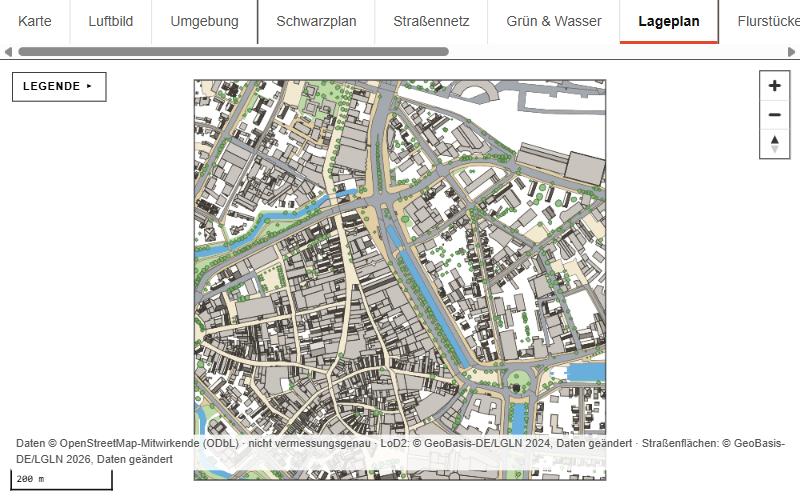 Karte Luftbild Umgebung Schwarzplan Straßennetz Grün & Wasser Lageplan Flurstücke
LEGENDE
Daten © OpenStreetMap-Mitwirkende (ODbL) · nicht vermessungsgenau · LoD2: © GeoBasis-DE/LGLN 2024, Daten geändert · Straßenflächen: © GeoBasis-
DE/LGLN 2026, Daten geändert
200 m